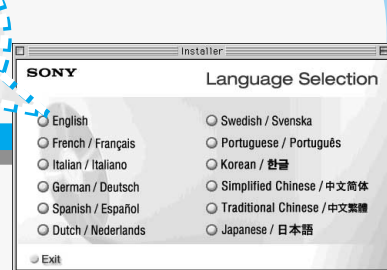 Installer
SONY
Language Selection
English
French / Français
Italian / Italiano
German / Deutsch
Spanish / Español
Dutch / Nederlands
Swedish / Svenska
Portuguese / Português
Korean / 한글
Simplified Chinese / 中文简体
Traditional Chinese / 中文繁體
Japanese / 日本語
Exit